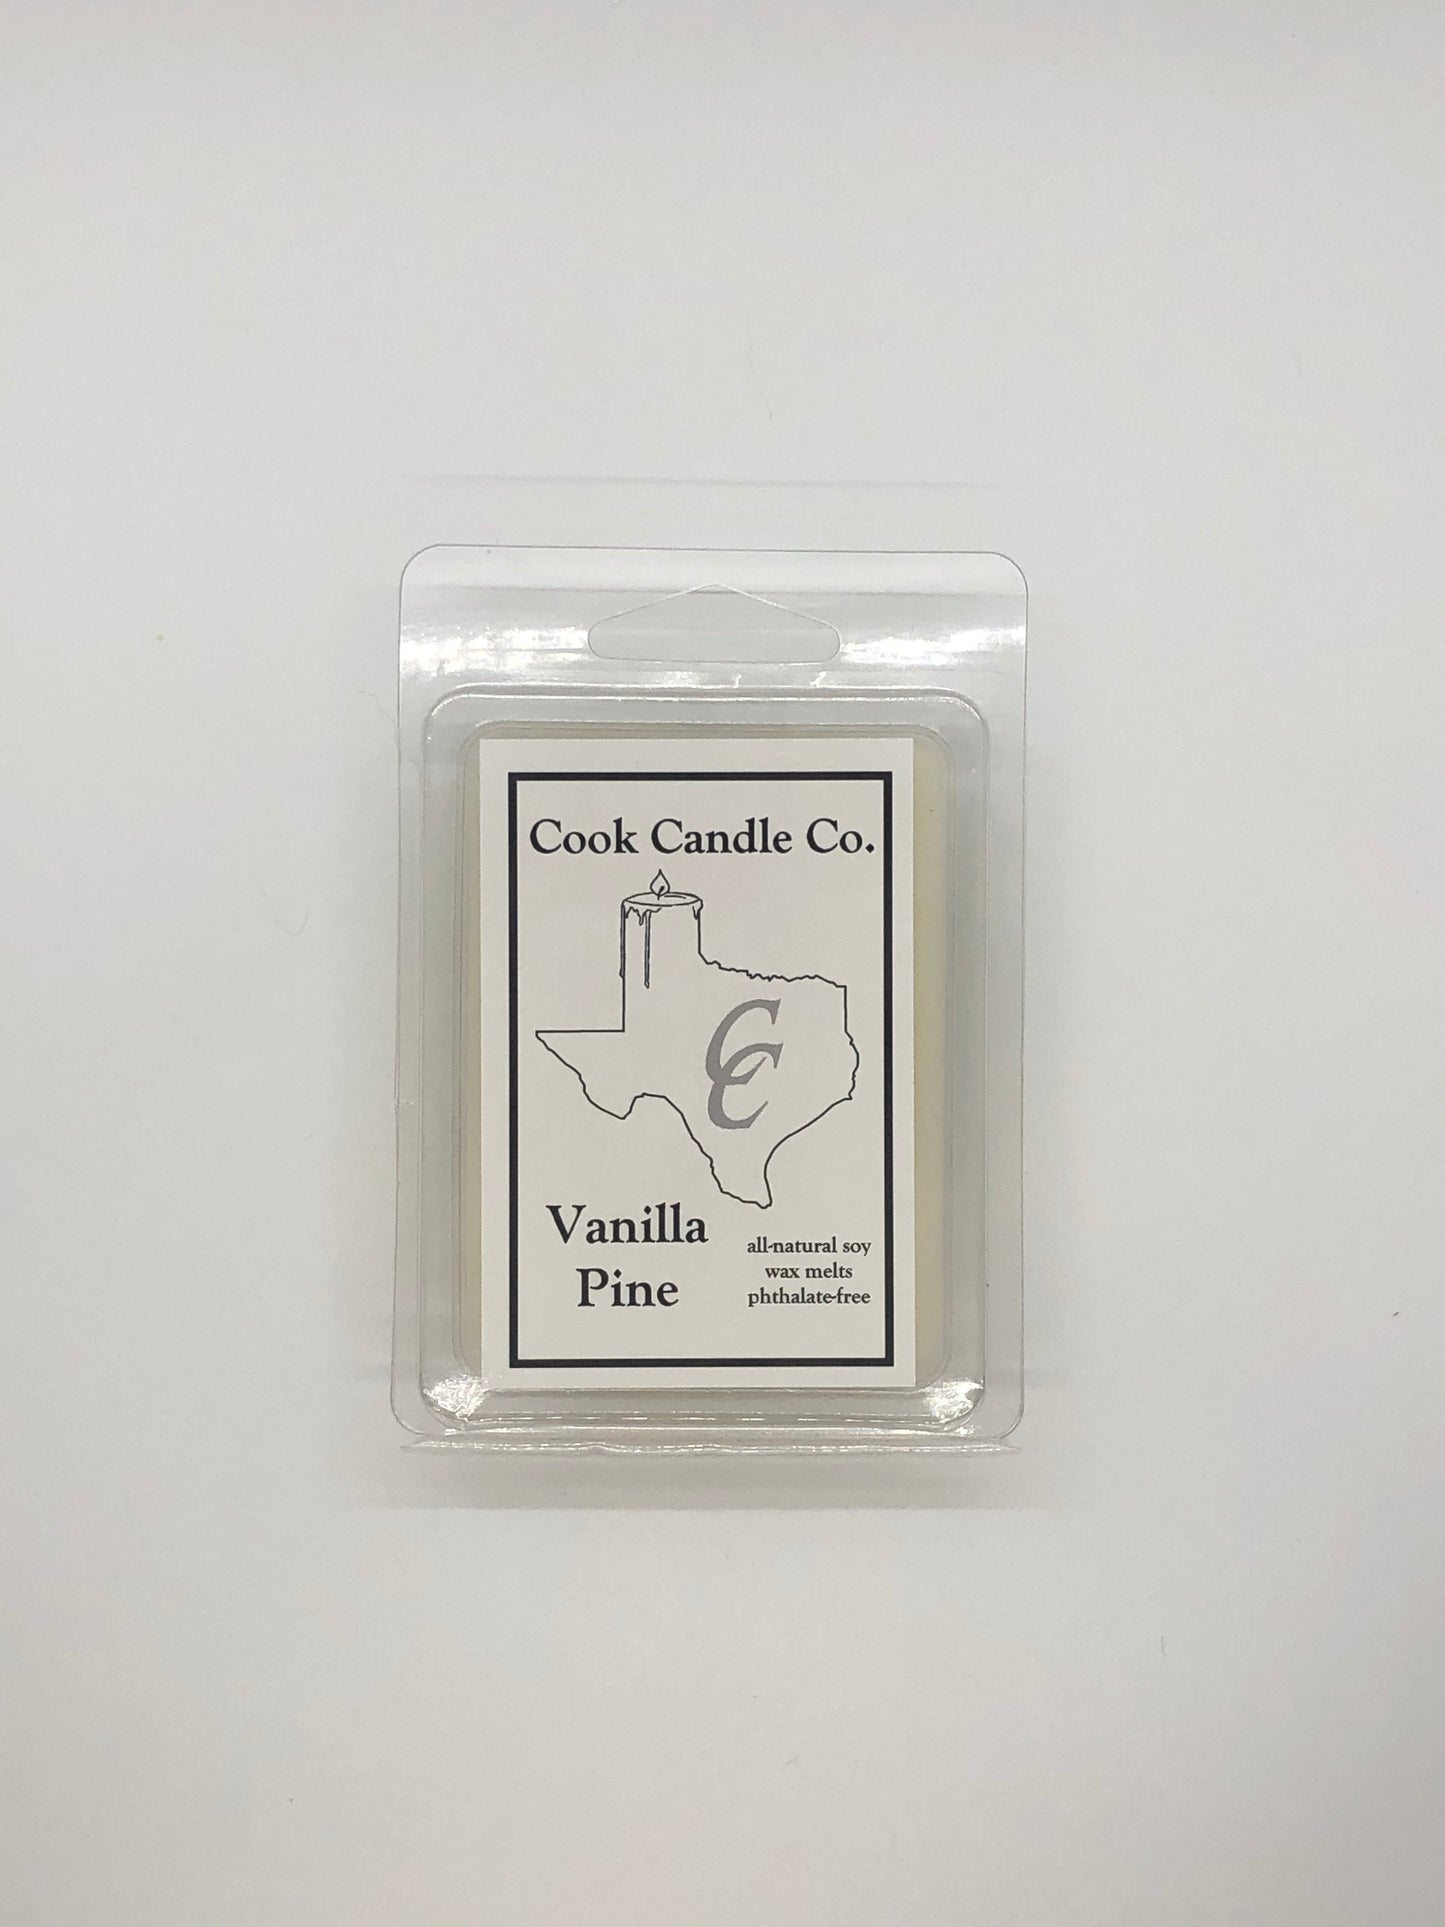 Cook Candle Co.
CC
Vanilla
Pine
all-natural soy
wax melts
phthalate-free